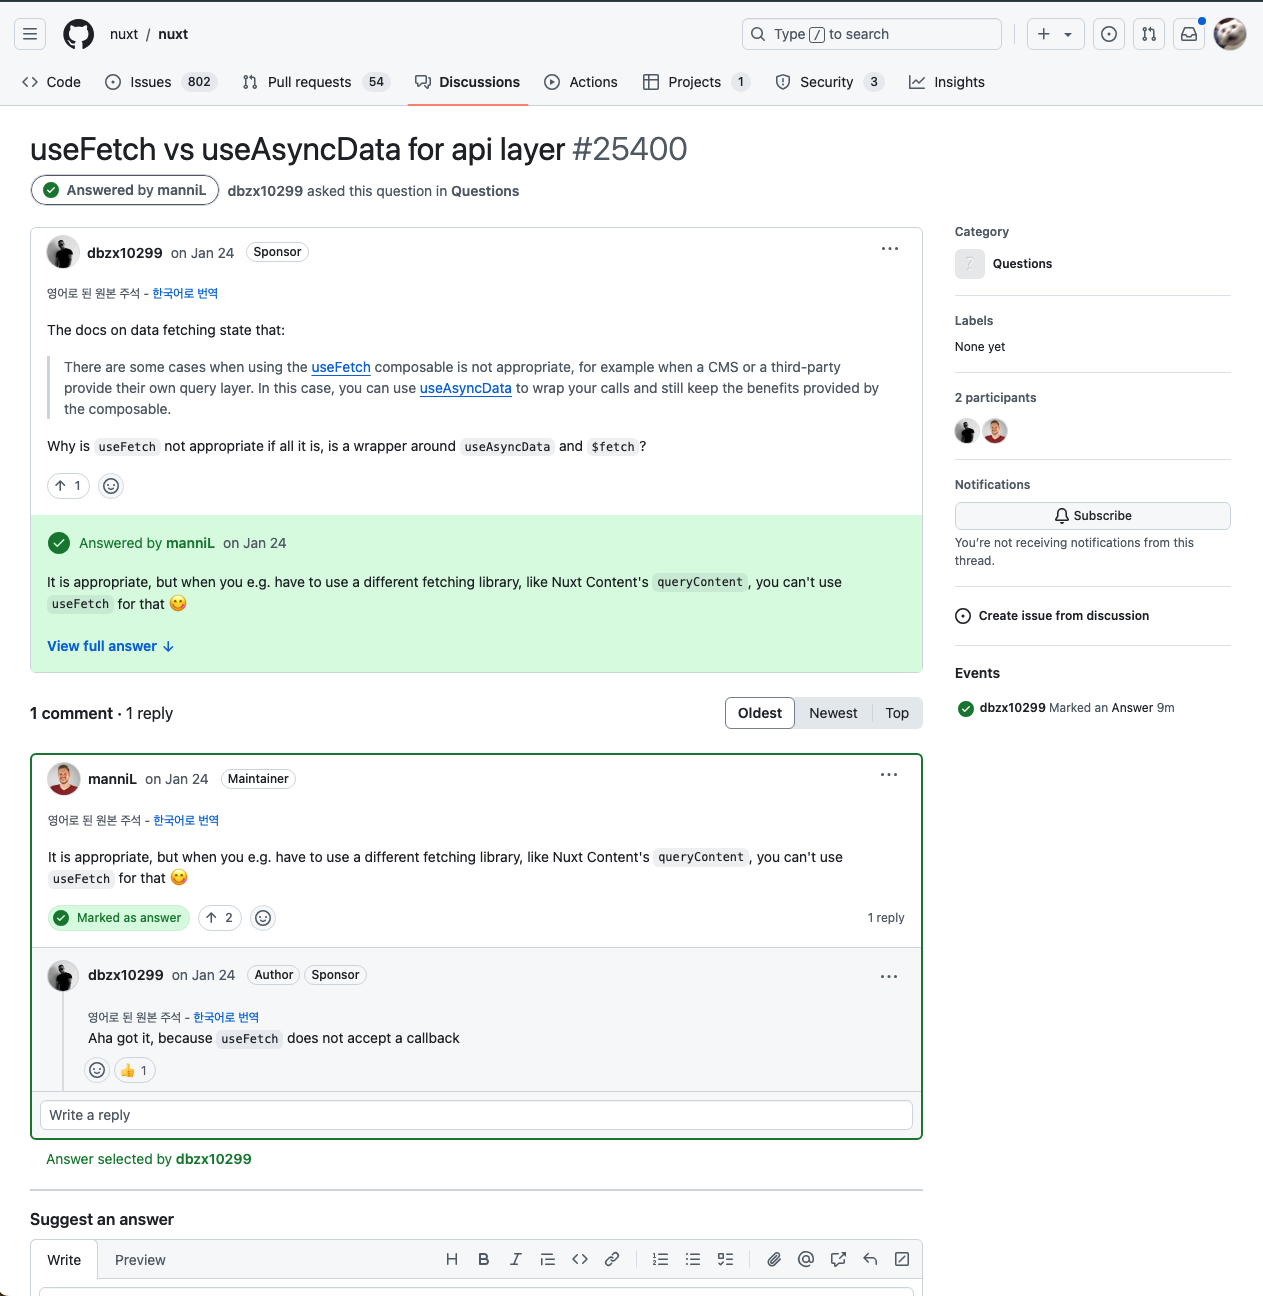 nuxt / nuxt
Type / to search
Code
Issues 802
Pull requests 54
Discussions
Actions
Projects 1
Security 3
Insights
useFetch vs useAsyncData for api layer #25400
Answered by manniL
dbzx10299 asked this question in Questions
dbzx10299 on Jan 24 Sponsor
영어로 된 원본 주석 - 한국어로 번역
The docs on data fetching state that:
There are some cases when using the useFetch composable is not appropriate, for example when a CMS or a third-party
provide their own query layer. In this case, you can use useAsyncData to wrap your calls and still keep the benefits provided by
the composable.
Why is useFetch not appropriate if all it is, is a wrapper around useAsyncData and $fetch?
1
Answered by manniL on Jan 24
It is appropriate, but when you e.g. have to use a different fetching library, like Nuxt Content's queryContent, you can't use
useFetch for that 😋
View full answer ↓
1 comment · 1 reply
Oldest
Newest
Top
manniL on Jan 24 Maintainer
영어로 된 원본 주석 - 한국어로 번역
It is appropriate, but when you e.g. have to use a different fetching library, like Nuxt Content's queryContent, you can't use
useFetch for that 😋
Marked as answer
↑ 2
1 reply
dbzx10299 on Jan 24 Author Sponsor
영어로 된 원본 주석 - 한국어로 번역
Aha got it, because useFetch does not accept a callback
👍 1
Write a reply
Answer selected by dbzx10299
Suggest an answer
Write
Preview
Category
Questions
Labels
None yet
2 participants
Notifications
Subscribe
You're not receiving notifications from this
thread.
Create issue from discussion
Events
dbzx10299 Marked an Answer 9m